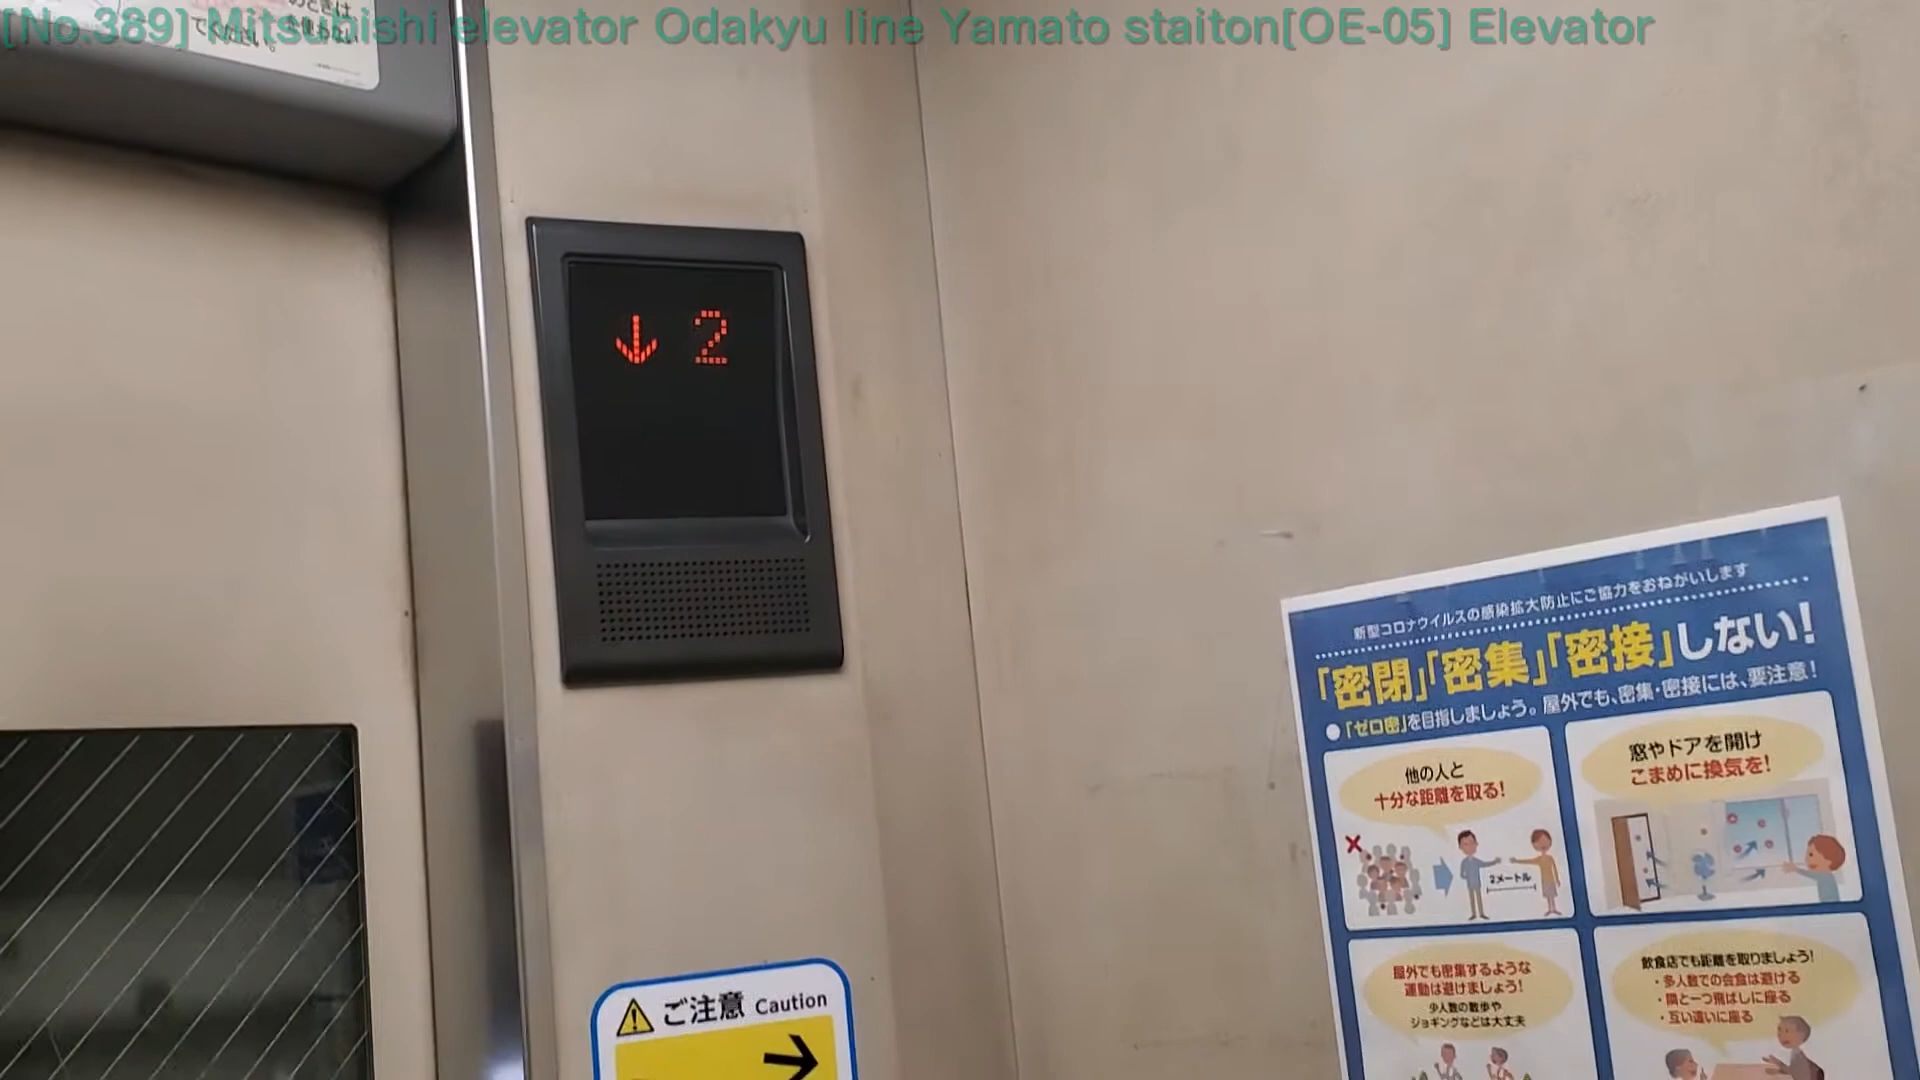 [No.389] Mitsubishi elevator Odakyu line Yamato staiton[OE-05] Elevator
のときは
てください。
2
ご注意 Caution
新型コロナウイルスの感染拡大防止にご協力をおねがいします
「密閉」「密集」「密接」しない!
●「ゼロ密」を目指しましょう。屋外でも、密集・密接には、要注意!
他の人と
十分な距離を取る!
2メートル
窓やドアを開け
こまめに換気を!
屋外でも密集するような
運動は避けましょう!
少人数の散歩や
ジョギングなどは大丈夫
飲食店でも距離を取りましょう!
・多人数での会食は避ける
・隣と一つ飛ばしに座る
・互い違いに座る